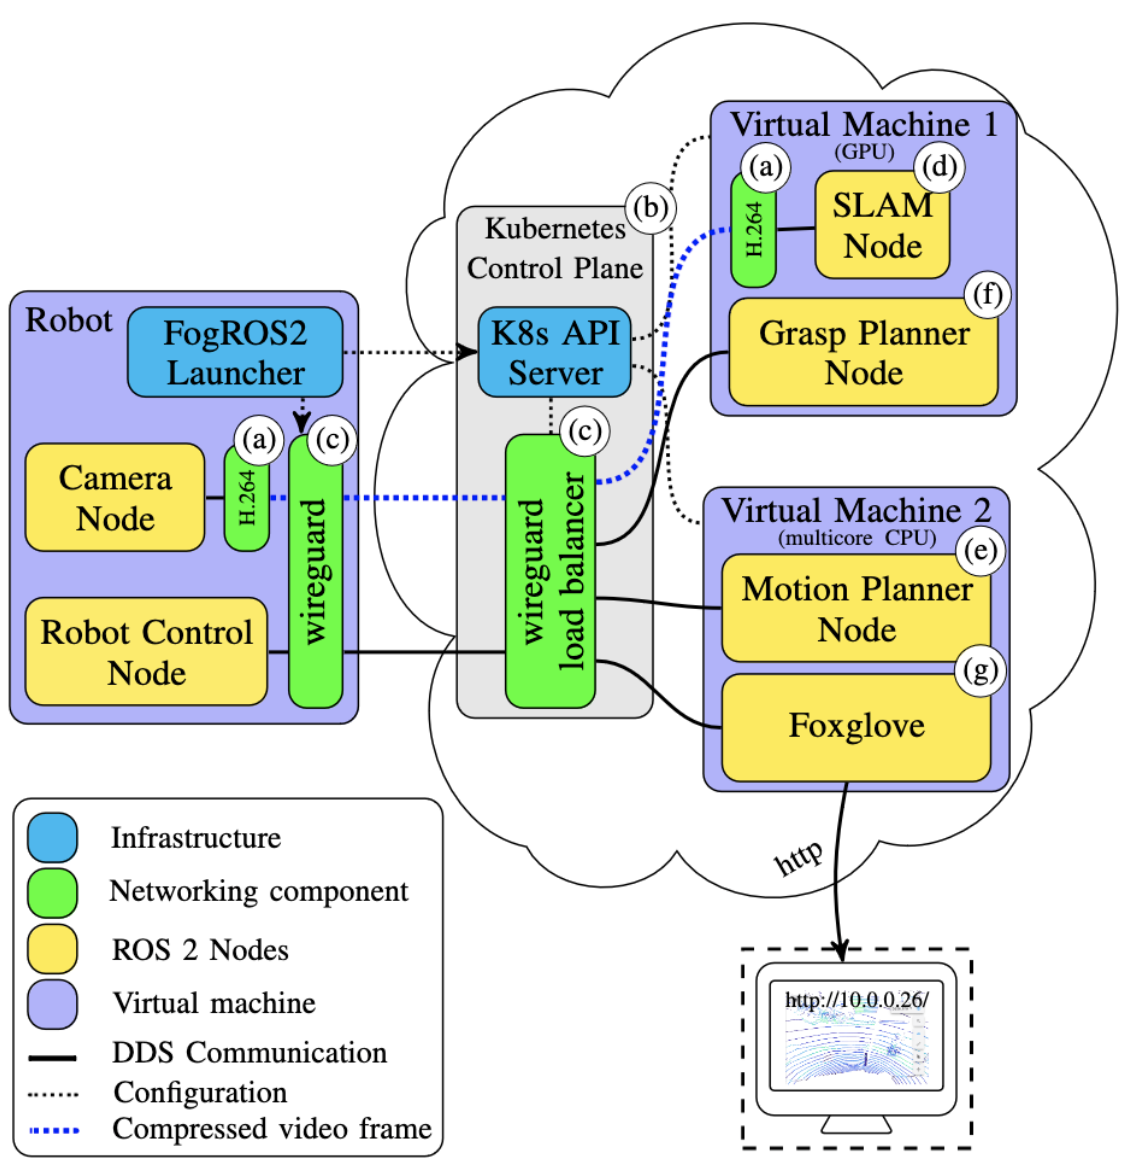 Robot
FogROS2
Launcher
(a)
(c)
Camera
Node
H.264
wireguard
Robot Control
Node
(b)
Kubernetes
Control Plane
K8s API
Server
(c)
wireguard
load balancer
Virtual Machine 1
(GPU)
(a)
(d)
H.264
SLAM
Node
(f)
Grasp Planner
Node
Virtual Machine 2
(multicore CPU)
(e)
Motion Planner
Node
(g)
Foxglove
http
http://10.0.0.26/
Infrastructure
Networking component
ROS 2 Nodes
Virtual machine
DDS Communication
Configuration
Compressed video frame